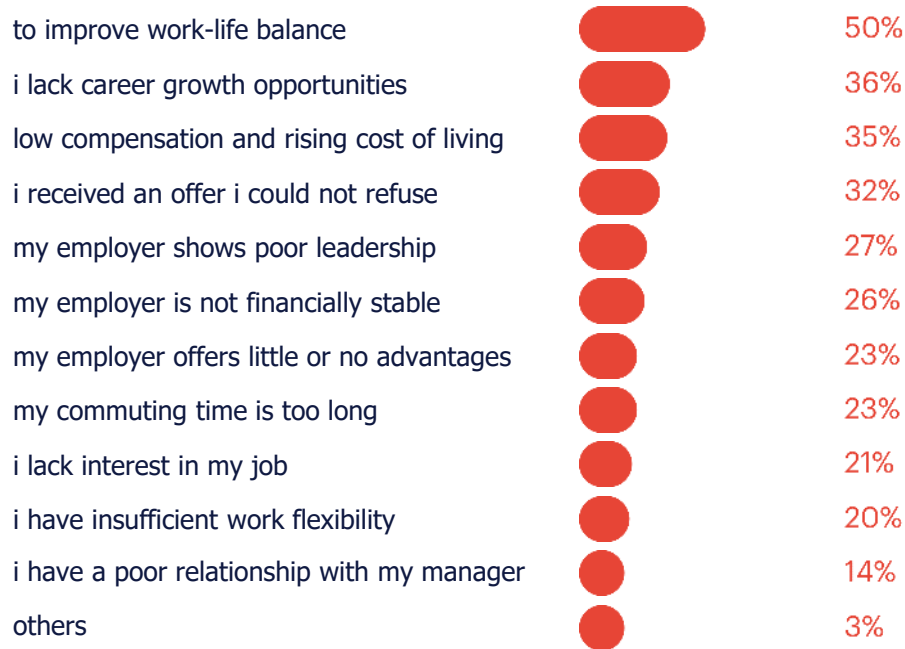 to improve work-life balance 50%
i lack career growth opportunities 36%
low compensation and rising cost of living 35%
i received an offer i could not refuse 32%
my employer shows poor leadership 27%
my employer is not financially stable 26%
my employer offers little or no advantages 23%
my commuting time is too long 23%
i lack interest in my job 21%
i have insufficient work flexibility 20%
i have a poor relationship with my manager 14%
others 3%